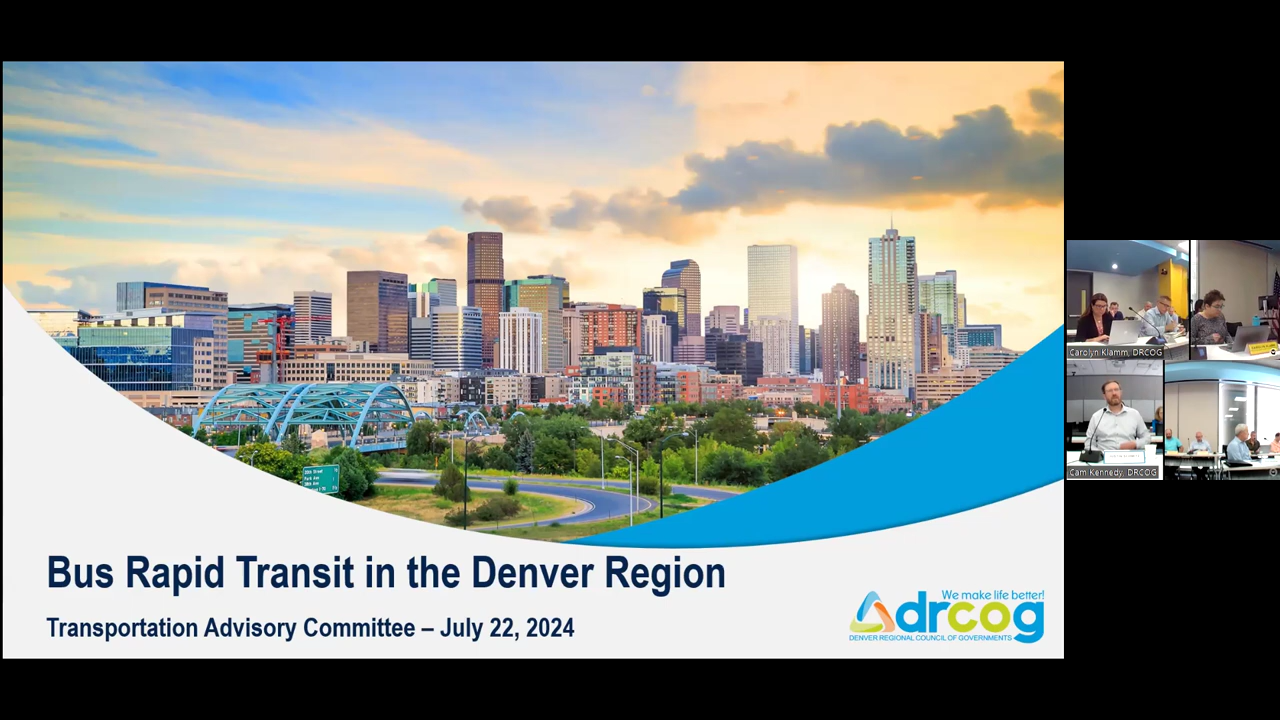 Bus Rapid Transit in the Denver Region
Transportation Advisory Committee – July 22, 2024
We make life better!
drcog
DENVER REGIONAL COUNCIL OF GOVERNMENTS
Carolyn Klamm, DRCOG
Cam Kennedy, DRCOG